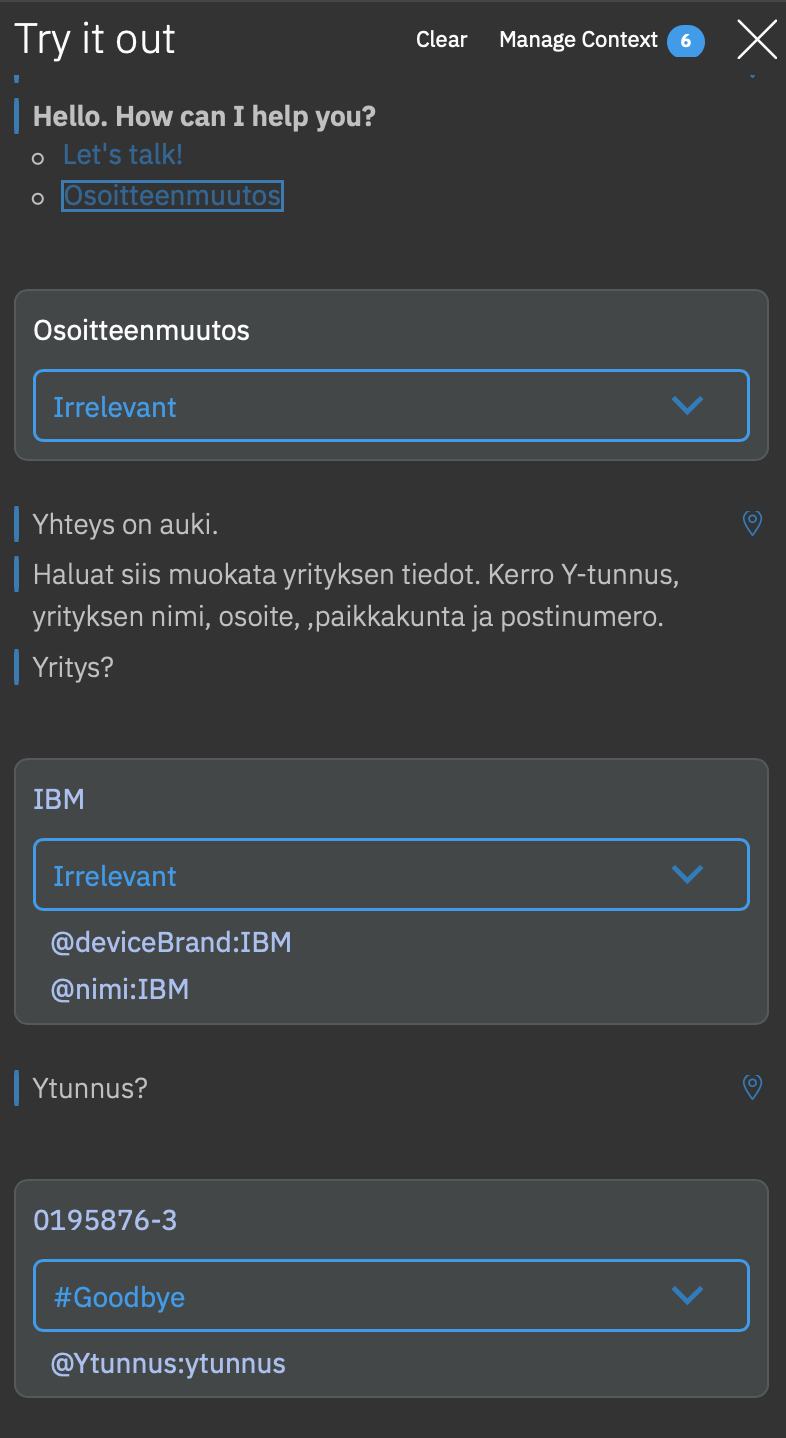 Try it out
Clear
Manage Context 6
Hello. How can I help you?
Let's talk!
Osoitteenmuutos
Osoitteenmuutos
Irrelevant
Yhteys on auki.
Haluat siis muokata yrityksen tiedot. Kerro Y-tunnus,
yrityksen nimi, osoite, ,paikkakunta ja postinumero.
Yritys?
IBM
Irrelevant
@deviceBrand:IBM
@nimi:IBM
Ytunnus?
0195876-3
#Goodbye
@Ytunnus:ytunnus